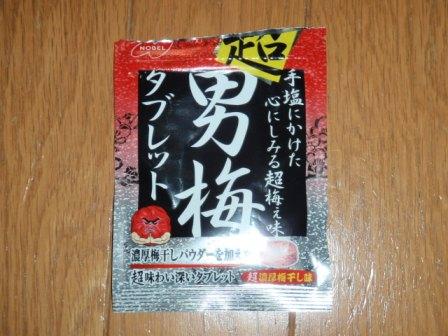 NOBEL
超
手塩にかけた
心にしみる超梅ぇ味
男梅
タブレット
濃厚梅干しパウダーを加え
超味わい深いタブレット
超濃厚梅干し味